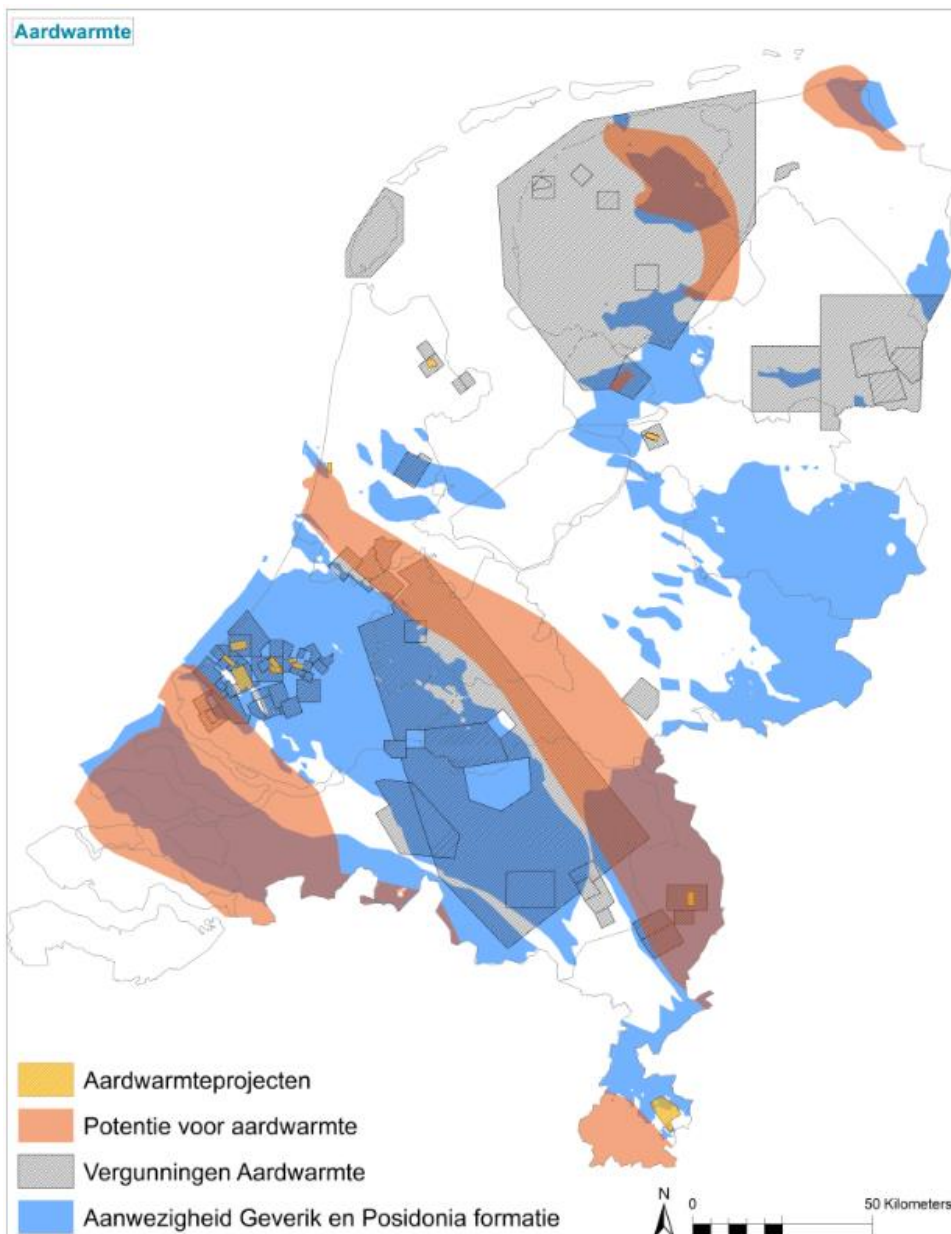 Aardwarmte
Aardwarmteprojecten
Potentie voor aardwarmte
Vergunningen Aardwarmte
Aanwezigheid Geverik en Posidonia formatie
N
0 50 Kilometers